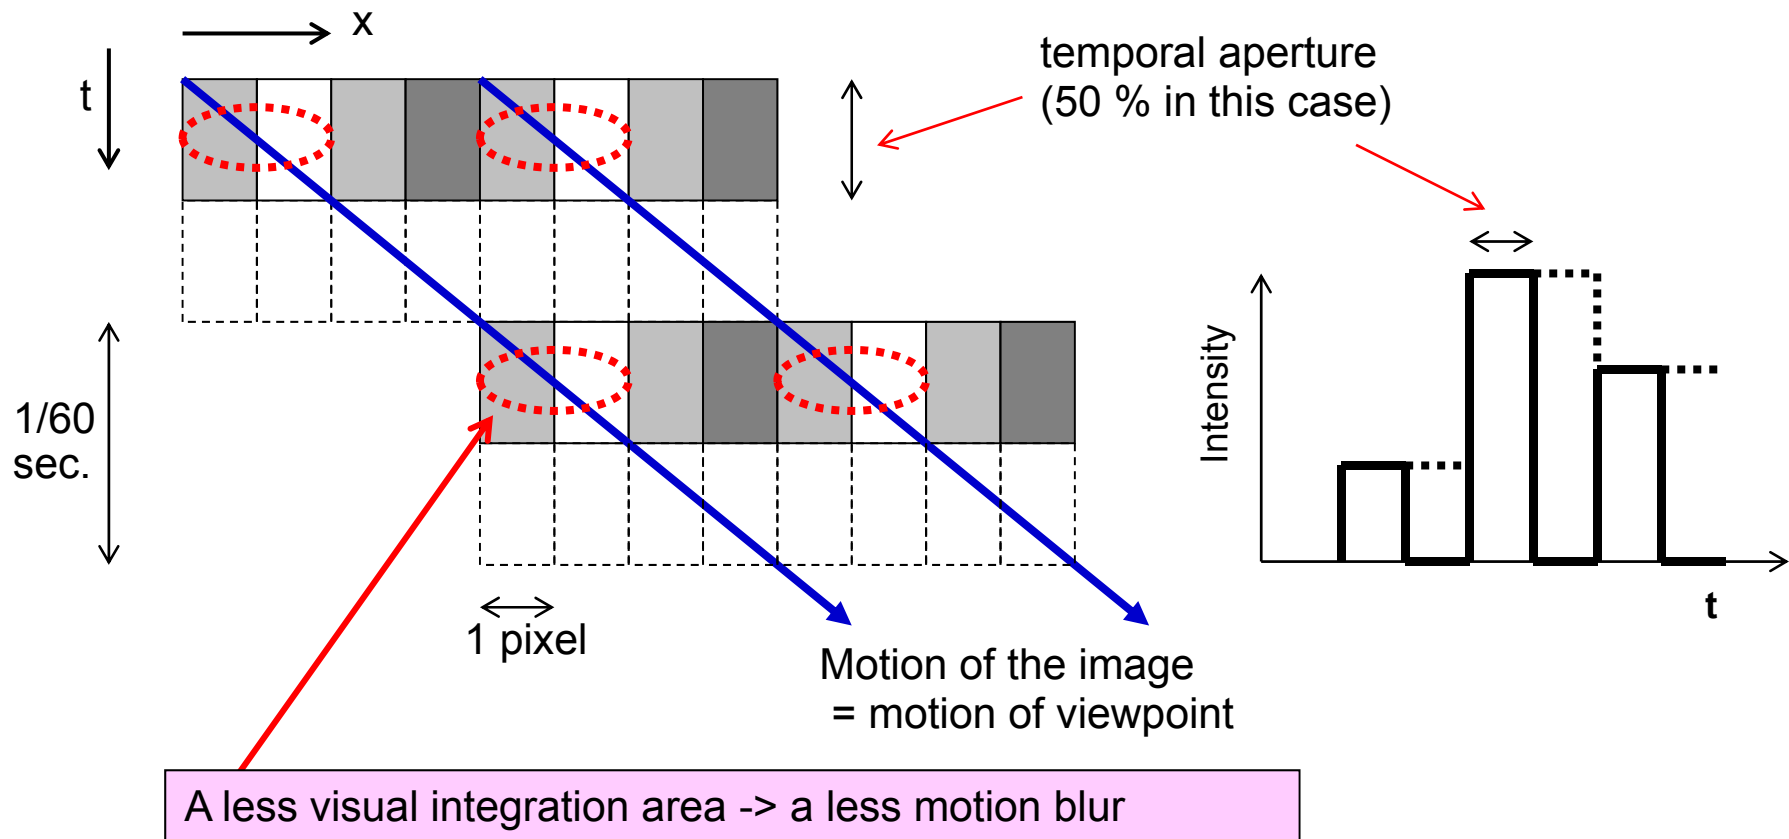 x
t
temporal aperture
(50 % in this case)
Intensity
t
1/60
sec.
1 pixel
Motion of the image
= motion of viewpoint
A less visual integration area -> a less motion blur